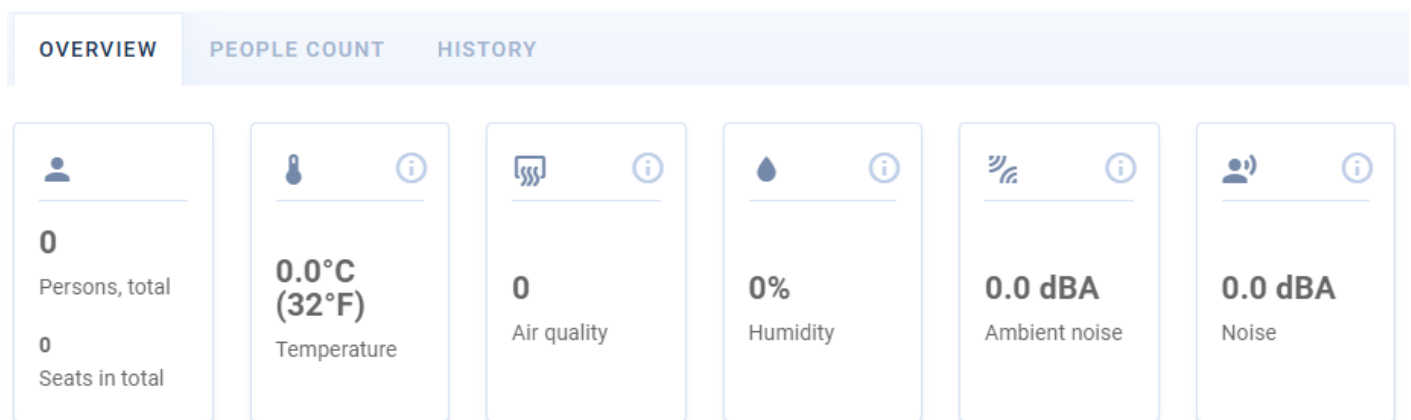 OVERVIEW PEOPLE COUNT HISTORY
0
Persons, total
0
Seats in total
0.0°C
(32°F)
Temperature
0
Air quality
0%
Humidity
0.0 dBA
Ambient noise
0.0 dBA
Noise